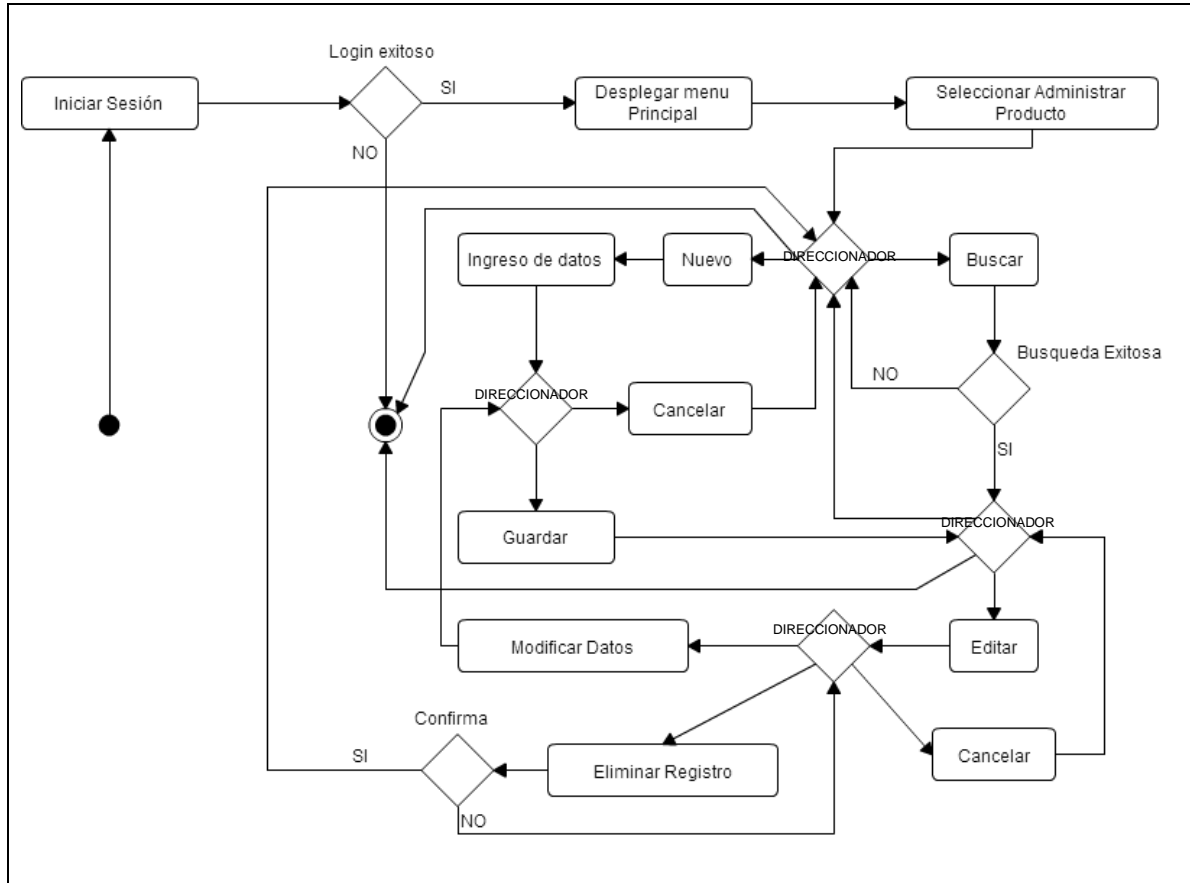 Login exitoso
Iniciar Sesión
SI
Desplegar menu
Principal
Seleccionar Administrar
Producto
NO
Ingreso de datos
Nuevo
DIRECCIONADOR
Buscar
Busqueda Exitosa
NO
DIRECCIONADOR
Cancelar
SI
Guardar
DIRECCIONADOR
DIRECCIONADOR
Modificar Datos
Editar
Confirma
SI
Eliminar Registro
Cancelar
NO